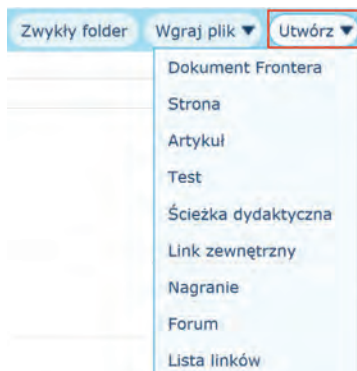 Zwykły folder Wgraj plik ▼ Utwórz ▼
Dokument Frontera
Strona
Artykuł
Test
Ścieżka dydaktyczna
Link zewnętrzny
Nagranie
Forum
Lista linków